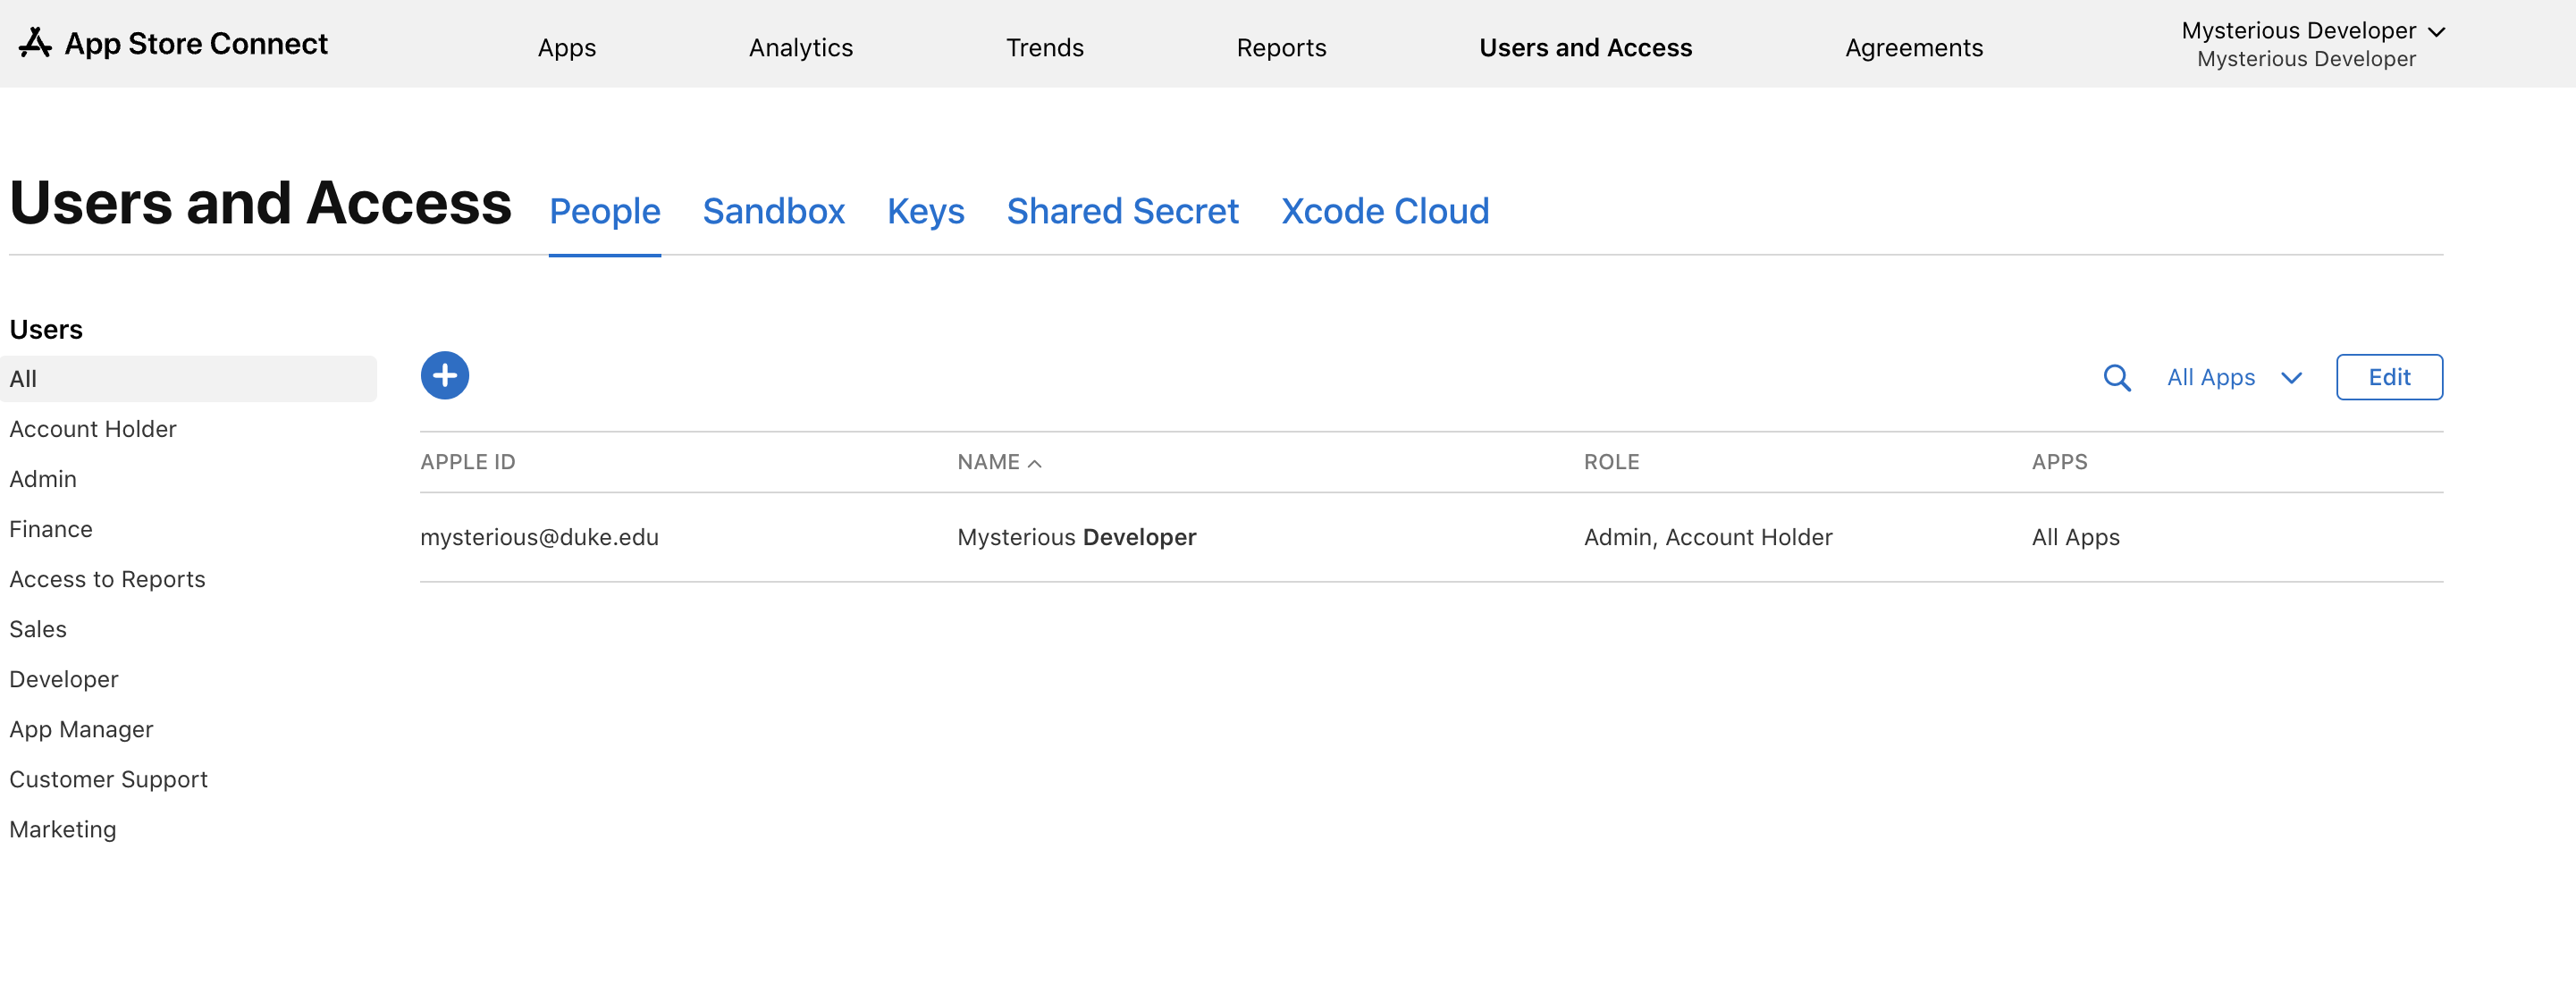 App Store Connect Apps Analytics Trends Reports Users and Access Agreements Mysterious Developer
Mysterious Developer
Users and Access People Sandbox Keys Shared Secret Xcode Cloud
Users
All
Account Holder
Admin
Finance
Access to Reports
Sales
Developer
App Manager
Customer Support
Marketing
All Apps Edit
APPLE ID NAME ROLE APPS
mysterious@duke.edu Mysterious Developer Admin, Account Holder All Apps